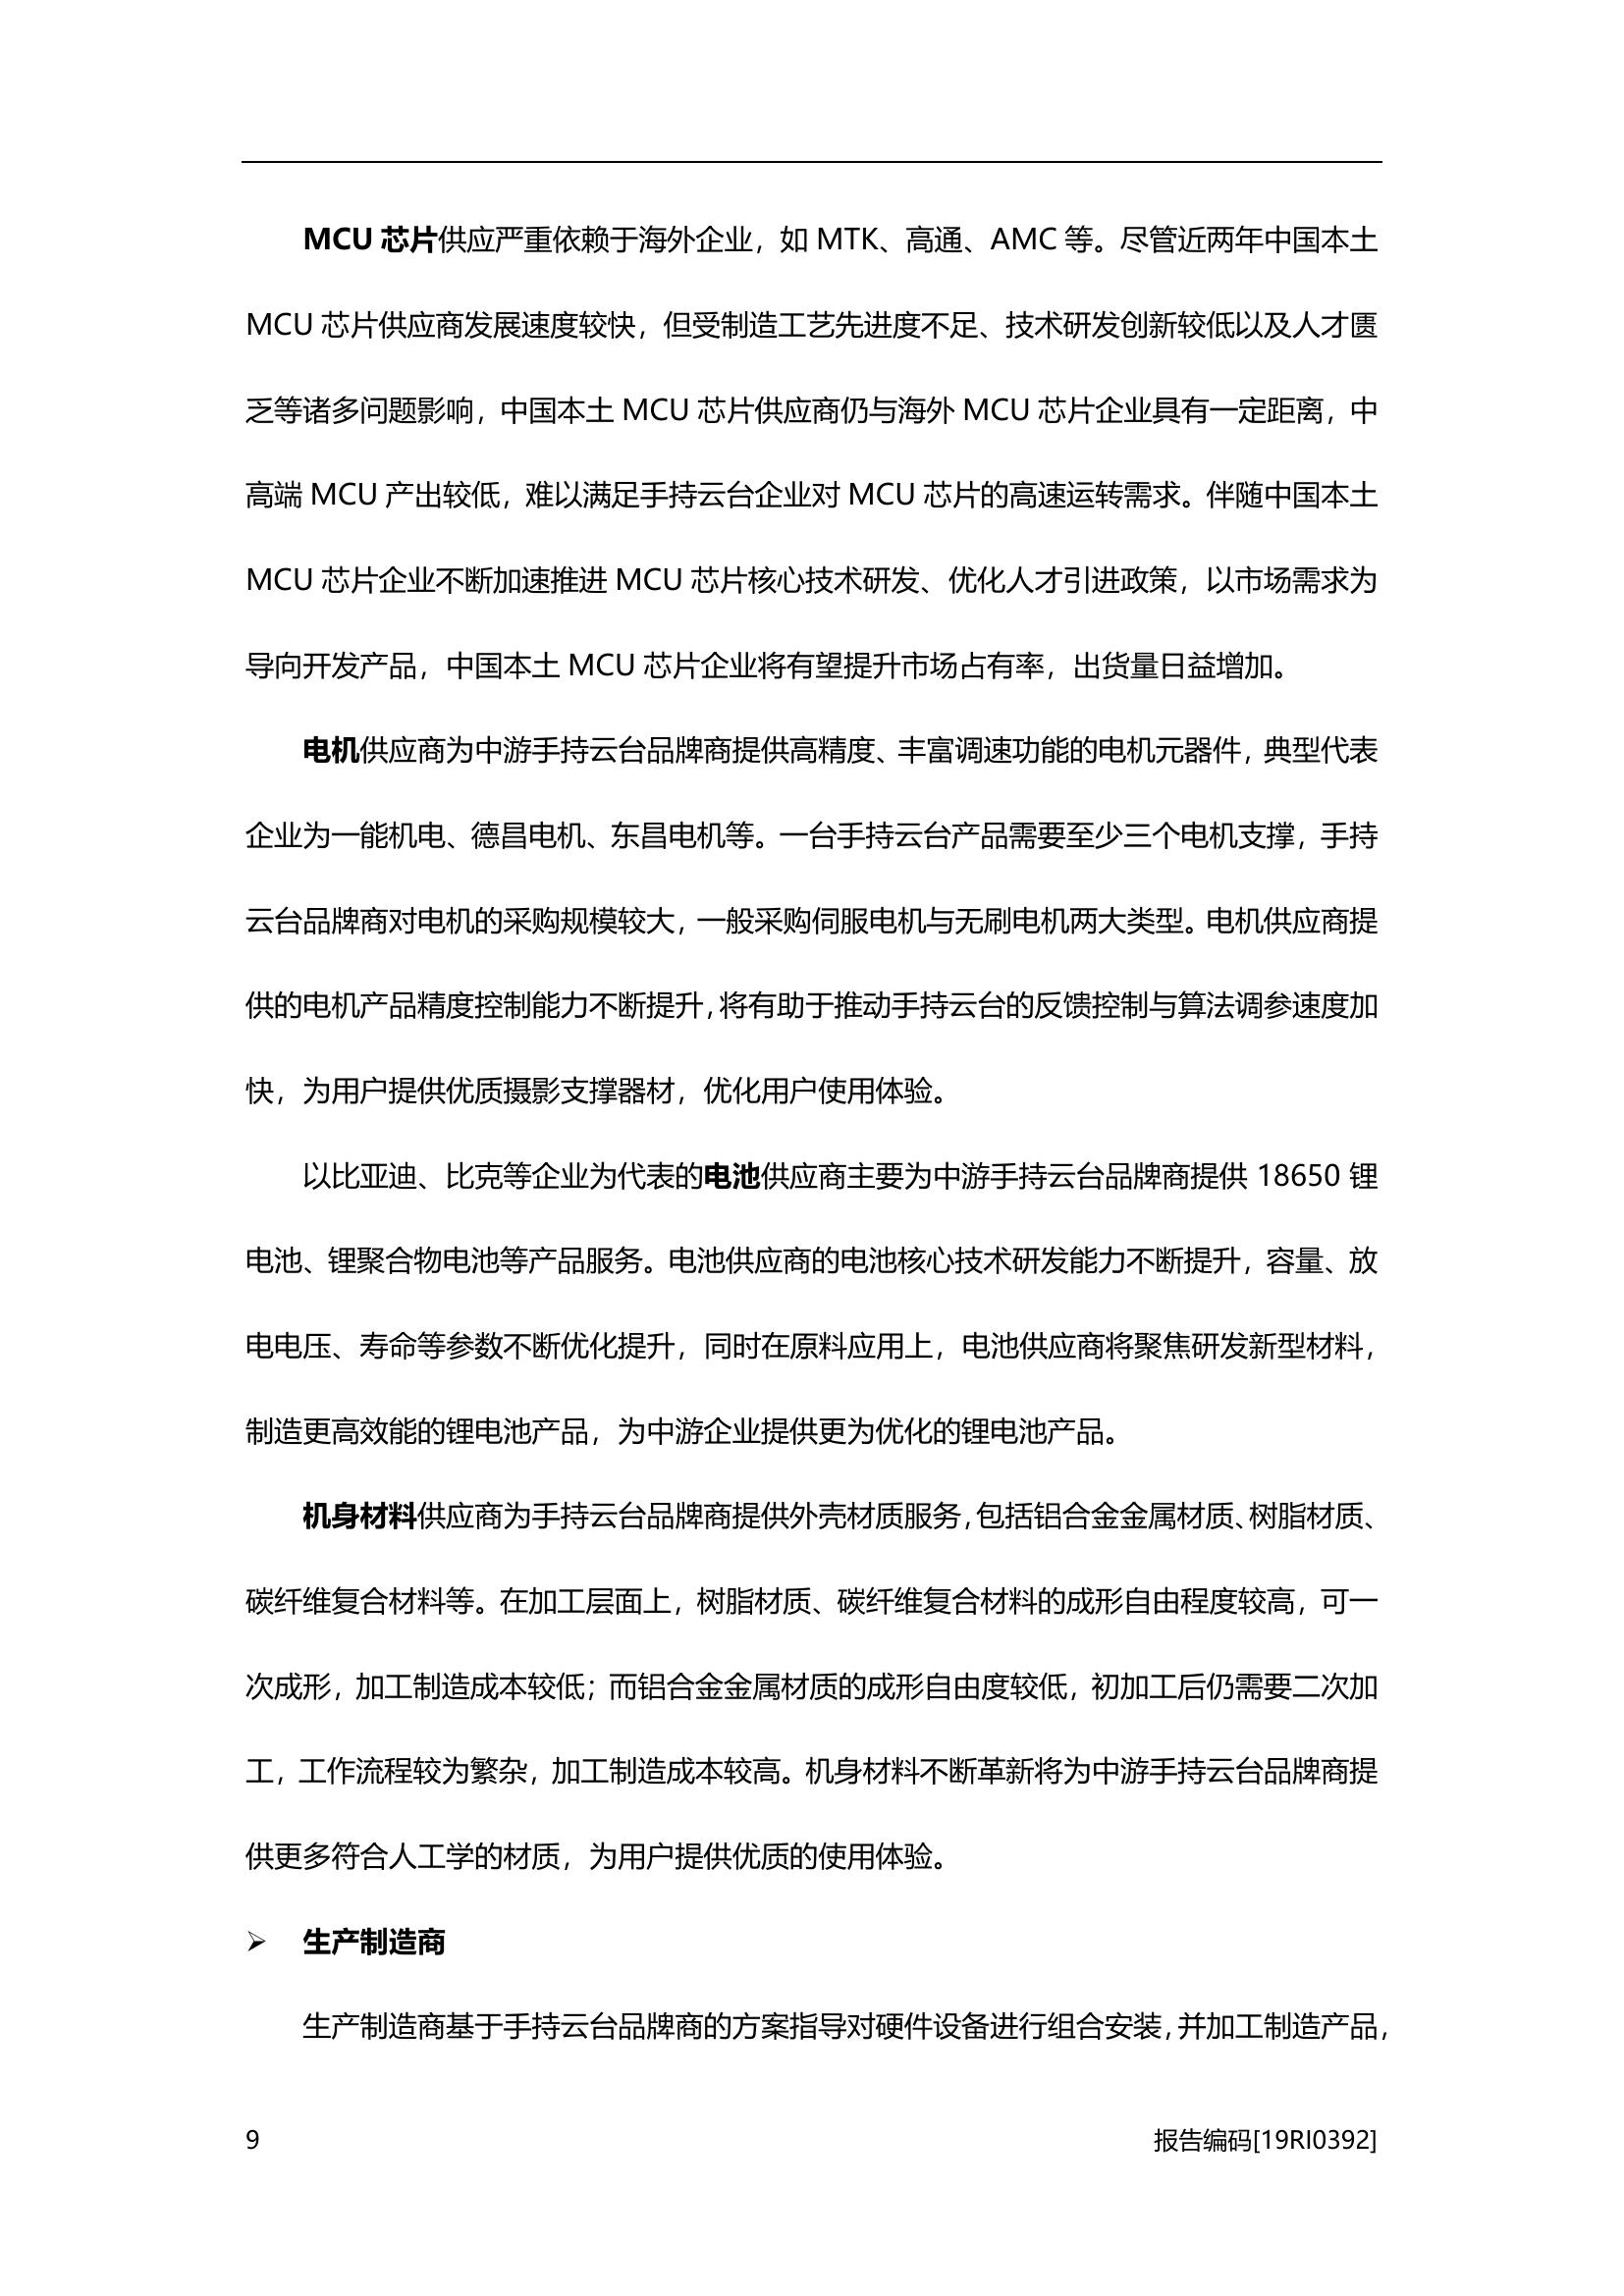 MCU 芯片供应严重依赖于海外企业，如 MTK、高通、AMC 等。尽管近两年中国本土
MCU 芯片供应商发展速度较快，但受制造工艺先进度不足、技术研发创新较低以及人才匮
乏等诸多问题影响，中国本土 MCU 芯片供应商仍与海外 MCU 芯片企业具有一定距离，中
高端 MCU 产出较低，难以满足手持云台企业对 MCU 芯片的高速运转需求。伴随中国本土
MCU 芯片企业不断加速推进 MCU 芯片核心技术研发、优化人才引进政策，以市场需求为
导向开发产品，中国本土 MCU 芯片企业将有望提升市场占有率，出货量日益增加。
电机供应商为中游手持云台品牌商提供高精度、丰富调速功能的电机元器件，典型代表
企业为一能机电、德昌电机、东昌电机等。一台手持云台产品需要至少三个电机支撑，手持
云台品牌商对电机的采购规模较大，一般采购伺服电机与无刷电机两大类型。电机供应商提
供的电机产品精度控制能力不断提升，将有助于推动手持云台的反馈控制与算法调参速度加
快，为用户提供优质摄影支撑器材，优化用户使用体验。
以比亚迪、比克等企业为代表的电池供应商主要为中游手持云台品牌商提供 18650 锂
电池、锂聚合物电池等产品服务。电池供应商的电池核心技术研发能力不断提升，容量、放
电电压、寿命等参数不断优化提升，同时在原料应用上，电池供应商将聚焦研发新型材料，
制造更高效能的锂电池产品，为中游企业提供更为优化的锂电池产品。
机身材料供应商为手持云台品牌商提供外壳材质服务，包括铝合金金属材质、树脂材质、
碳纤维复合材料等。在加工层面上，树脂材质、碳纤维复合材料的成形自由程度较高，可一
次成形，加工制造成本较低；而铝合金金属材质的成形自由度较低，初加工后仍需要二次加
工，工作流程较为繁杂，加工制造成本较高。机身材料不断革新将为中游手持云台品牌商提
供更多符合人工学的材质，为用户提供优质的使用体验。
➢ 生产制造商
生产制造商基于手持云台品牌商的方案指导对硬件设备进行组合安装，并加工制造产品，
9 报告编码[19RI0392]